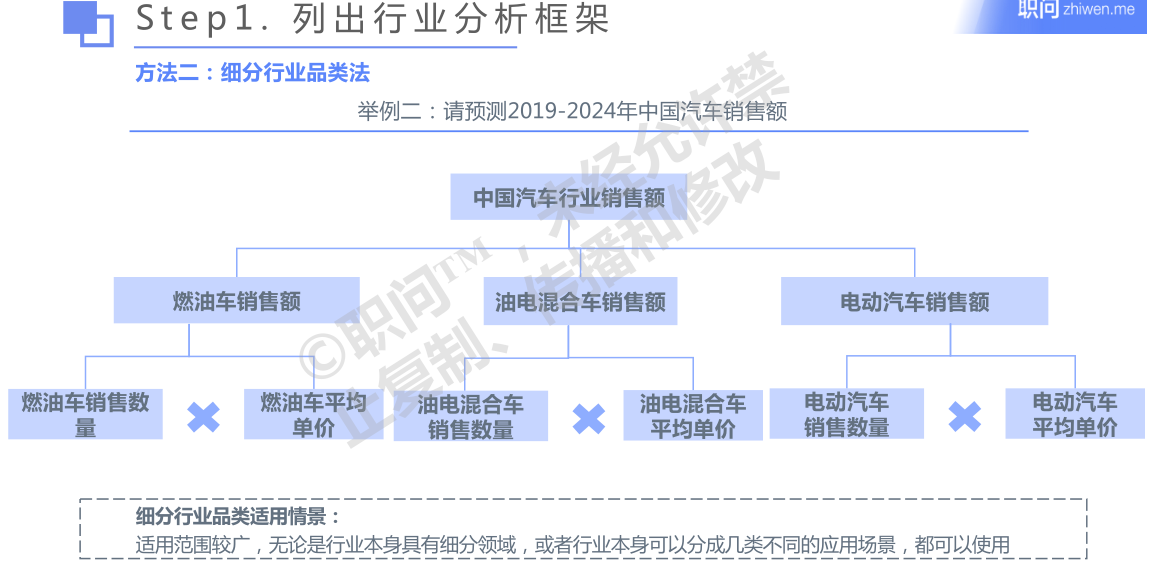 Step1. 列出行业分析框架
职问 zhiwen.me
方法二：细分行业品类法
举例二：请预测2019-2024年中国汽车销售额
中国汽车行业销售额
燃油车销售额
油电混合车销售额
电动汽车销售额
燃油车销售数
量
燃油车平均
单价
油电混合车
销售数量
油电混合车
平均单价
电动汽车
销售数量
电动汽车
平均单价
细分行业品类适用情景：
适用范围较广，无论是行业本身具有细分领域，或者行业本身可以分成几类不同的应用场景，都可以使用
©职问™，未经允许禁
止复制、传播和修改